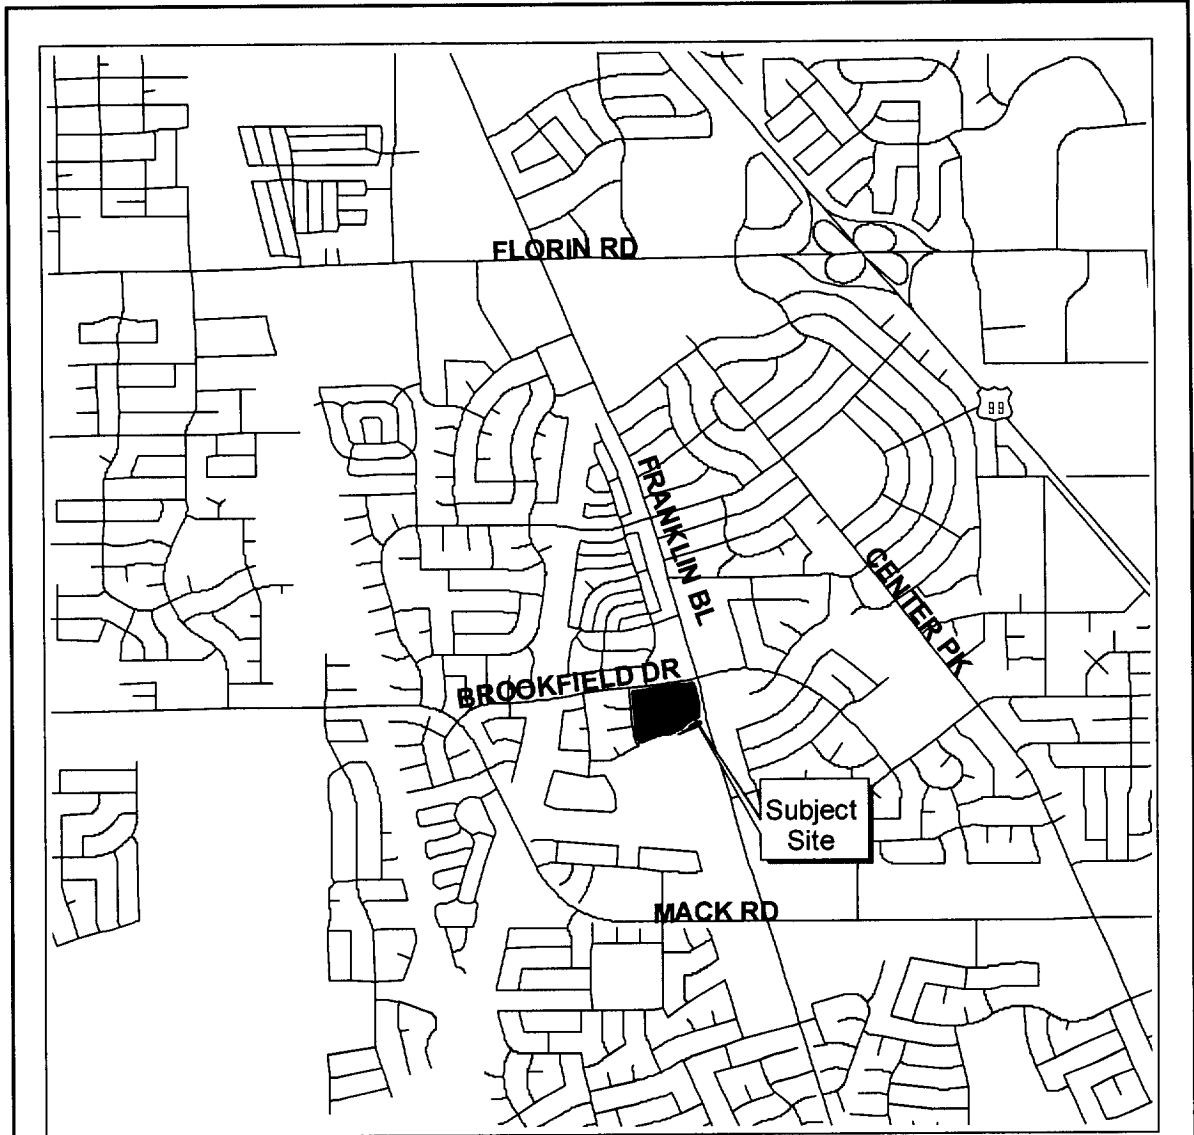 FLORIN RD
99
FRANKLIN BL
CENTER PK
BROOKFIELD DR
Subject
Site
MACK RD